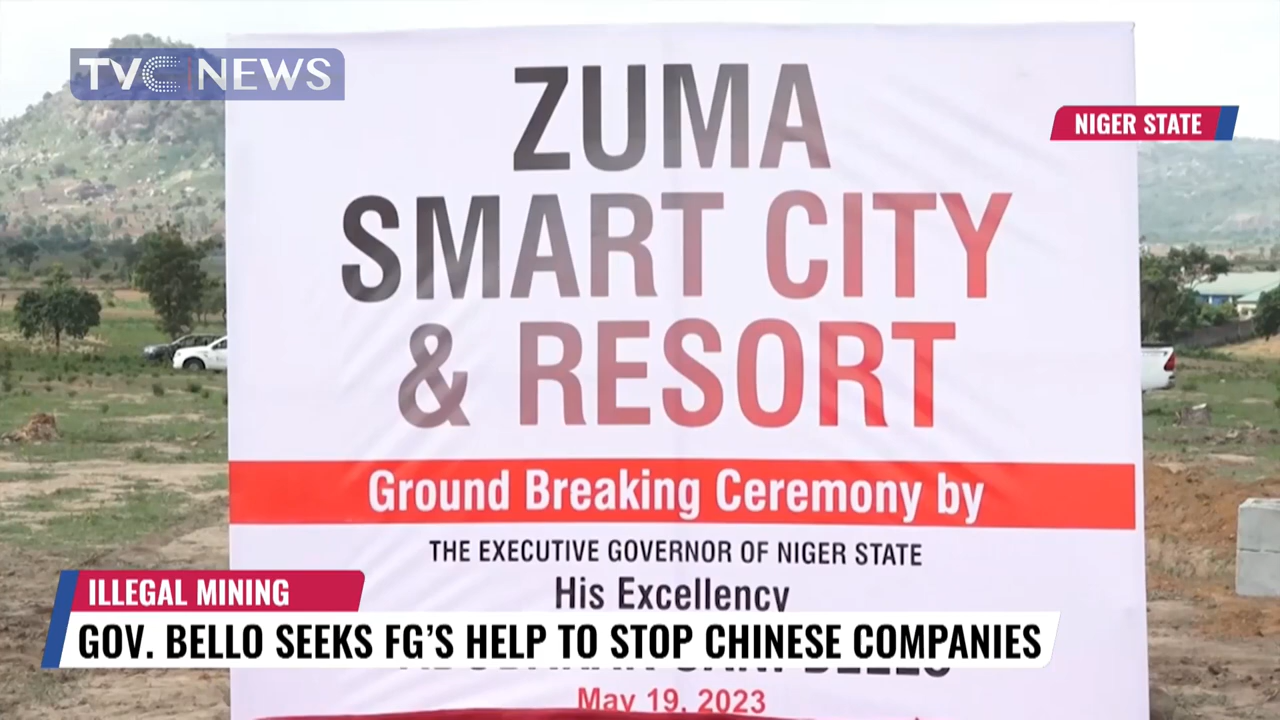 TVC NEWS
NIGER STATE
ZUMA
SMART CITY
& RESORT
Ground Breaking Ceremony by
THE EXECUTIVE GOVERNOR OF NIGER STATE
His Excellency
ILLEGAL MINING
GOV. BELLO SEEKS FG'S HELP TO STOP CHINESE COMPANIES
May 19, 2023